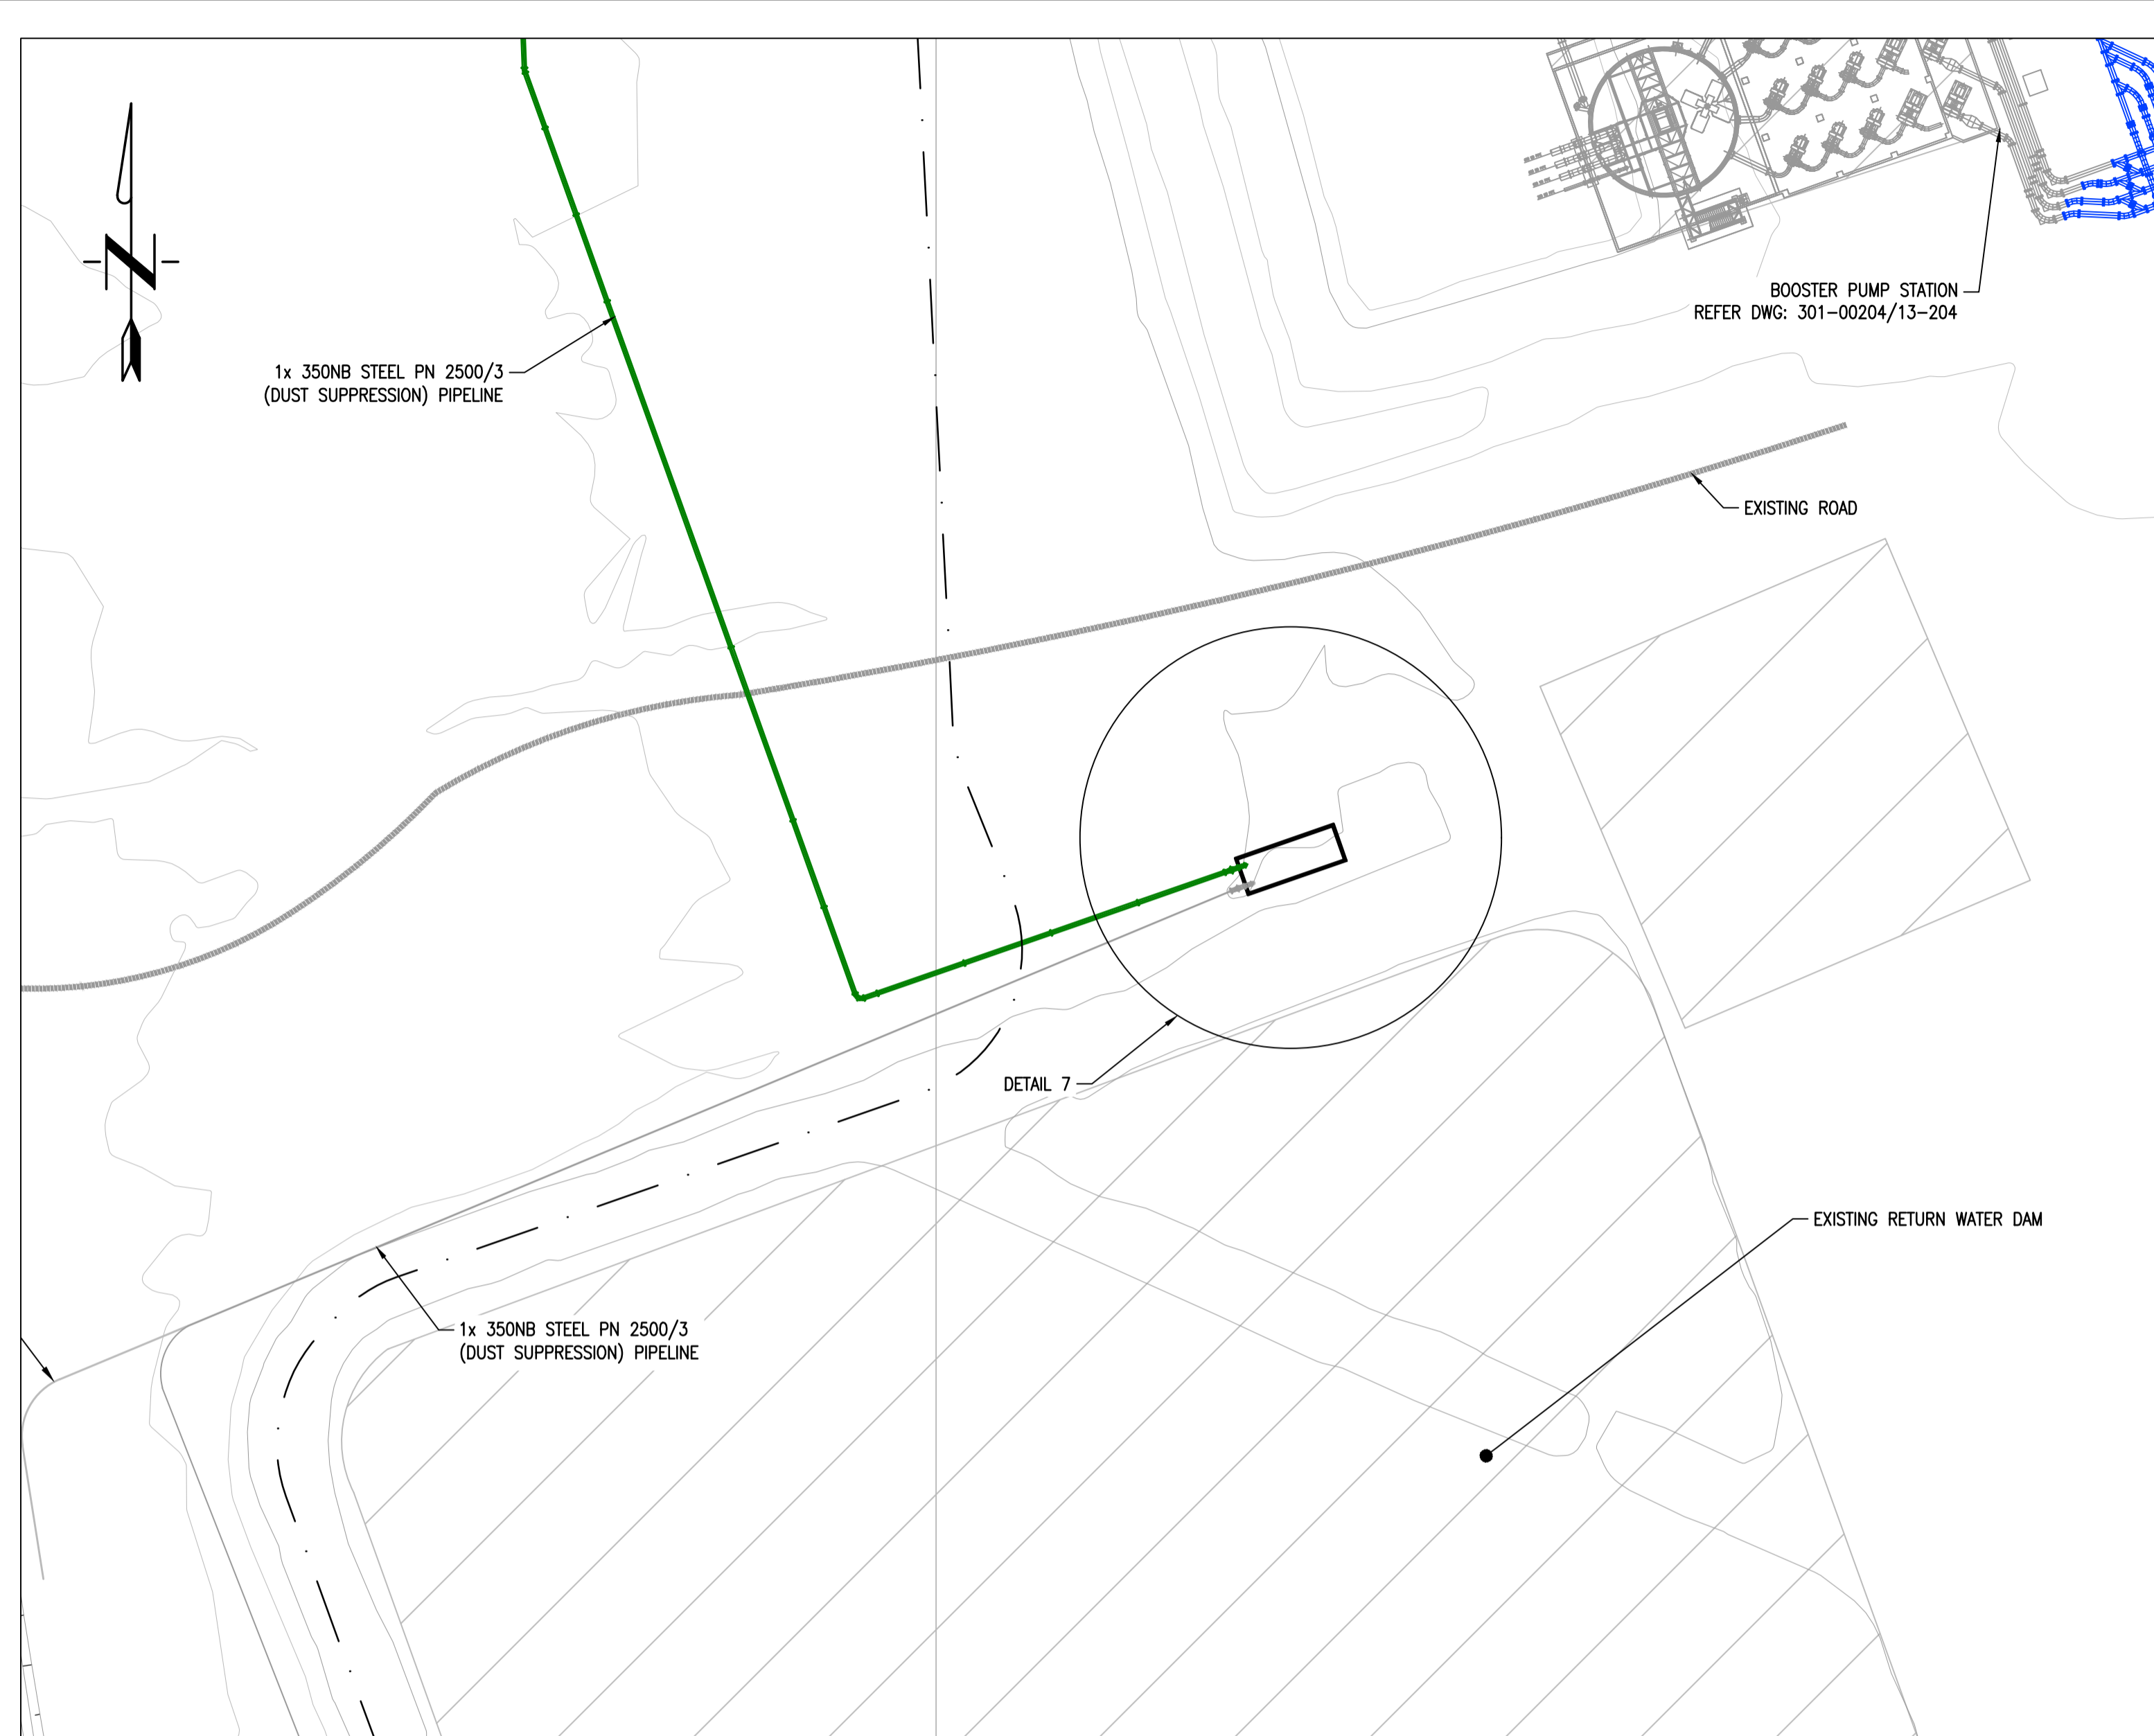 BOOSTER PUMP STATION
REFER DWG: 301-00204/13-204
1x 350NB STEEL PN 2500/3
(DUST SUPPRESSION) PIPELINE
EXISTING ROAD
DETAIL 7
EXISTING RETURN WATER DAM
1x 350NB STEEL PN 2500/3
(DUST SUPPRESSION) PIPELINE
N